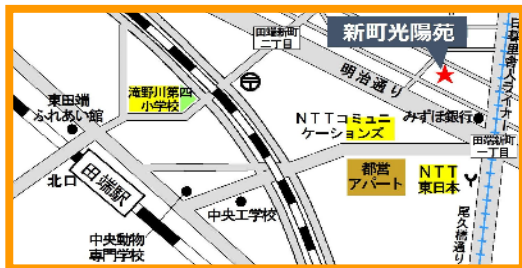 田端新町
二丁目
新町光陽苑
日暮里舎人ライナー
明治通り
滝野川第四
小学校
東田端
ふれあい館
NTTコミュニ
ケーションズ
みずほ銀行
田端新町
一丁目
北口
田端駅
都営
アパート
NTT
東日本
中央工学校
中央動物
専門学校
尾久橋通り